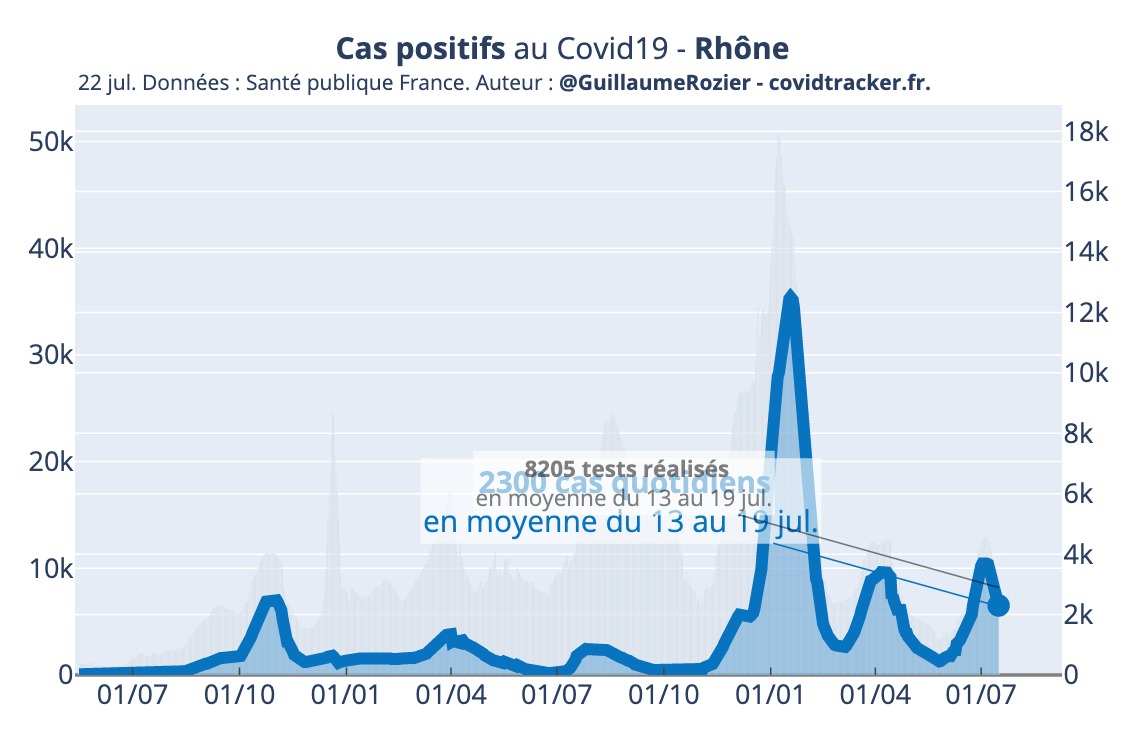 Cas positifs au Covid19 - Rhône
22 jul. Données : Santé publique France. Auteur : @GuillaumeRozier - covidtracker.fr.
50k
40k
30k
20k
10k
0
18k
16k
14k
12k
10k
8k
6k
4k
2k
0
8205 tests réalisés
en moyenne du 13 au 19 jul.
2300 cas quotidiens
en moyenne du 13 au 19 jul.
01/07 01/10 01/01 01/04 01/07 01/10 01/01 01/04 01/07